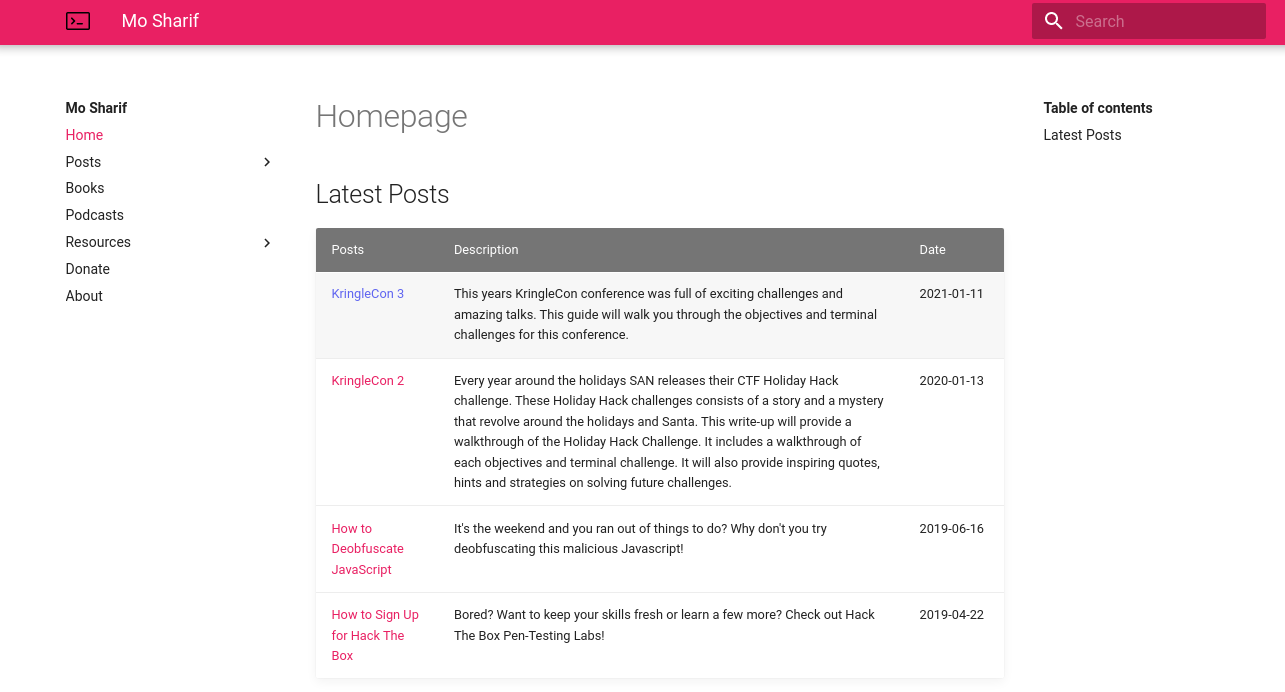 Mo Sharif
Search
Mo Sharif
Home
Posts
Books
Podcasts
Resources
Donate
About
Homepage
Latest Posts
Posts Description Date
KringleCon 3 This years KringleCon conference was full of exciting challenges and 2021-01-11
amazing talks. This guide will walk you through the objectives and terminal
challenges for this conference.
KringleCon 2 Every year around the holidays SAN releases their CTF Holiday Hack 2020-01-13
challenge. These Holiday Hack challenges consists of a story and a mystery
that revolve around the holidays and Santa. This write-up will provide a
walkthrough of the Holiday Hack Challenge. It includes a walkthrough of
each objectives and terminal challenge. It will also provide inspiring quotes,
hints and strategies on solving future challenges.
How to It's the weekend and you ran out of things to do? Why don't you try 2019-06-16
Deobfuscate deobfuscating this malicious Javascript!
JavaScript
How to Sign Up Bored? Want to keep your skills fresh or learn a few more? Check out Hack 2019-04-22
for Hack The The Box Pen-Testing Labs!
Box
Table of contents
Latest Posts